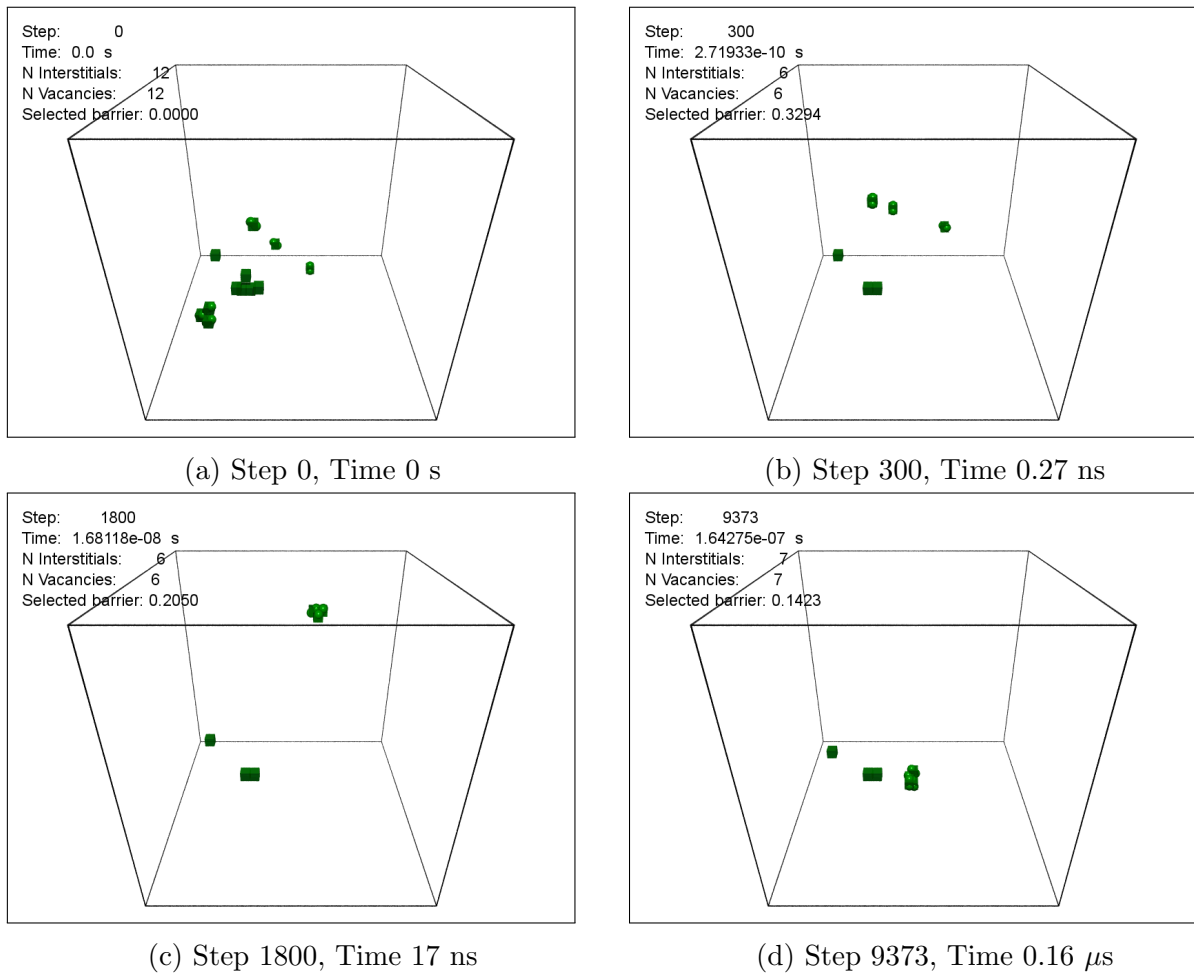 Step: 0
Time: 0.0 s
N Interstitials: 12
N Vacancies: 12
Selected barrier: 0.0000
(a) Step 0, Time 0 s
Step: 300
Time: 2.71933e-10 s
N Interstitials: 6
N Vacancies: 6
Selected barrier: 0.3294
(b) Step 300, Time 0.27 ns
Step: 1800
Time: 1.68118e-08 s
N Interstitials: 6
N Vacancies: 6
Selected barrier: 0.2050
(c) Step 1800, Time 17 ns
Step: 9373
Time: 1.64275e-07 s
N Interstitials: 7
N Vacancies: 7
Selected barrier: 0.1423
(d) Step 9373, Time 0.16 μs